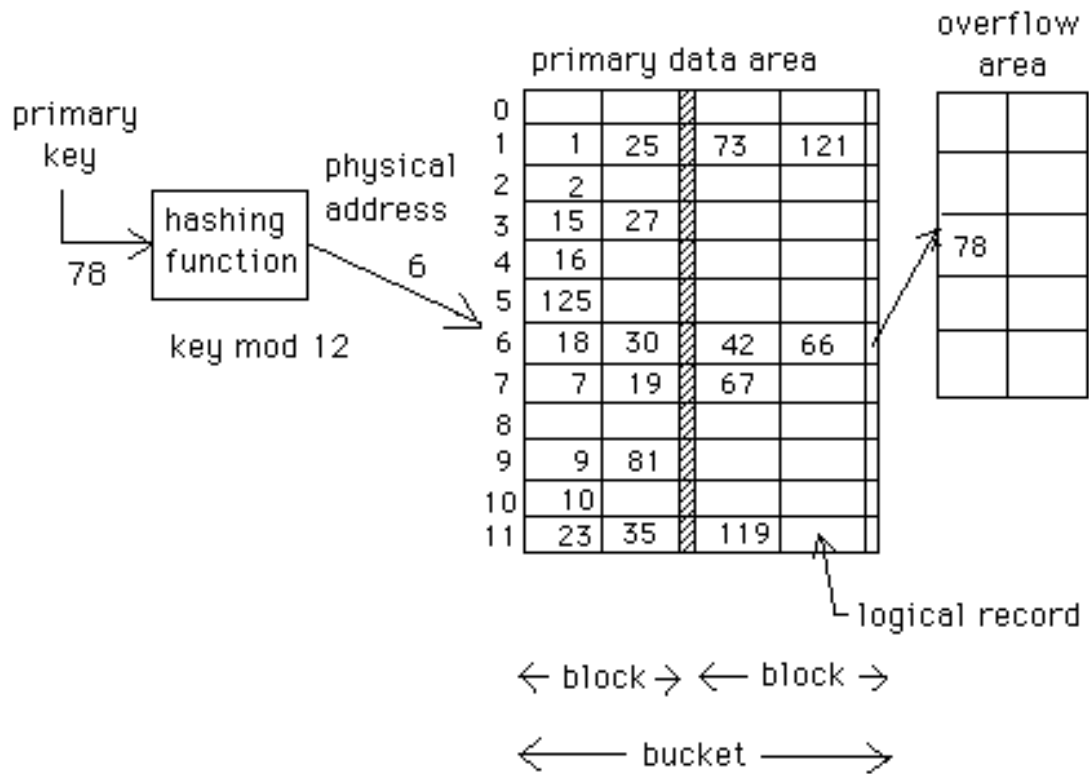 overflow
area
primary data area
primary
key
physical
address
hashing
function
78
6
key mod 12
0
1 1 25 73 121
2 2
3 15 27
4 16
5 125
6 18 30 42 66
7 7 19 67
8
9 9 81
10 10
11 23 35 119
78
logical record
block block
bucket